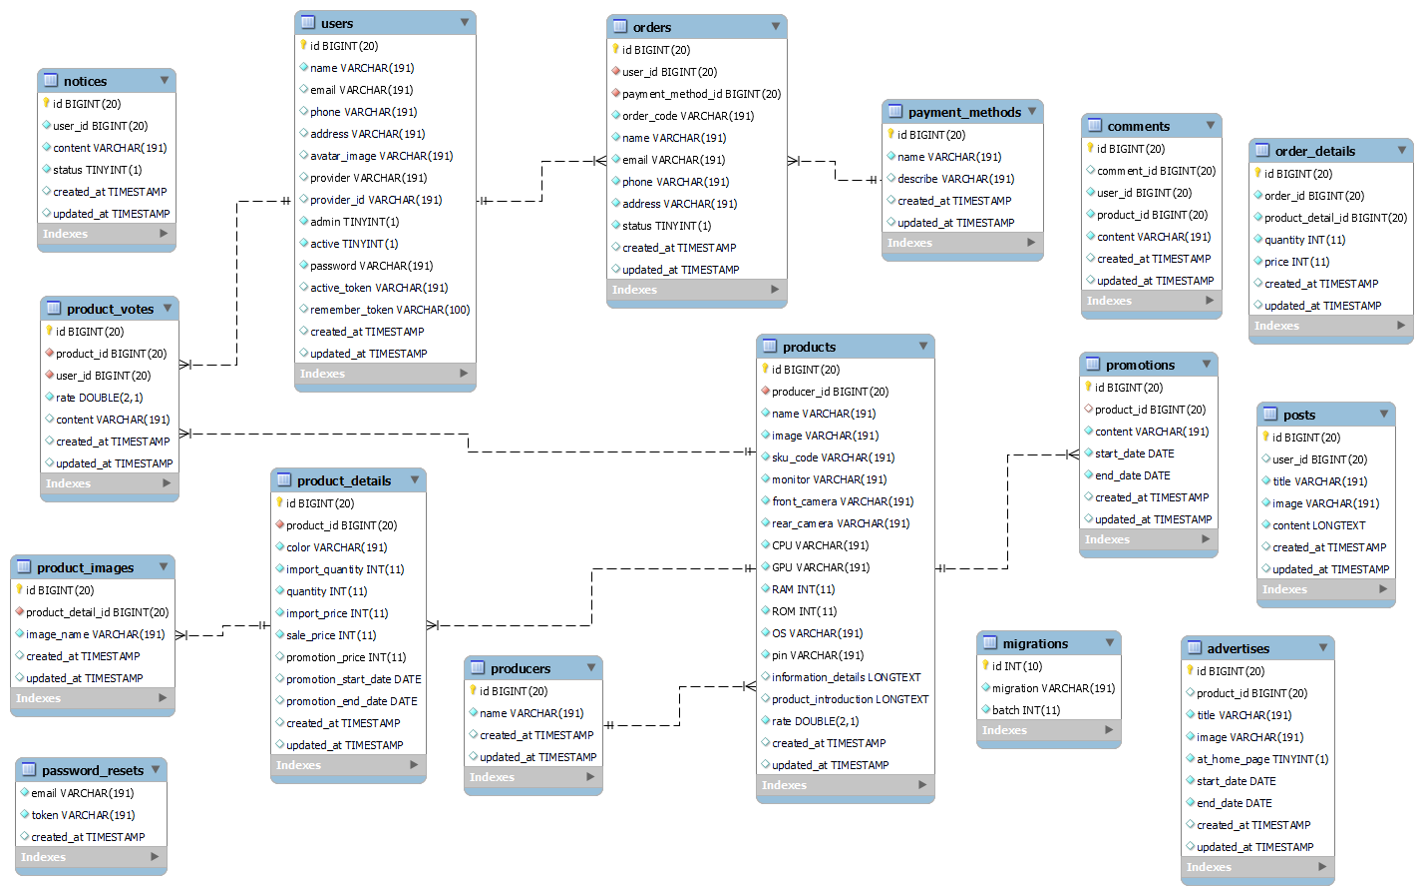 users
id BIGINT(20)
name VARCHAR(191)
email VARCHAR(191)
phone VARCHAR(191)
address VARCHAR(191)
avatar_image VARCHAR(191)
provider VARCHAR(191)
provider_id VARCHAR(191)
admin TINYINT(1)
active TINYINT(1)
password VARCHAR(191)
active_token VARCHAR(191)
remember_token VARCHAR(100)
created_at TIMESTAMP
updated_at TIMESTAMP
Indexes
orders
id BIGINT(20)
user_id BIGINT(20)
payment_method_id BIGINT(20)
order_code VARCHAR(191)
name VARCHAR(191)
email VARCHAR(191)
phone VARCHAR(191)
address VARCHAR(191)
status TINYINT(1)
created_at TIMESTAMP
updated_at TIMESTAMP
Indexes
notices
id BIGINT(20)
user_id BIGINT(20)
content VARCHAR(191)
status TINYINT(1)
created_at TIMESTAMP
updated_at TIMESTAMP
Indexes
payment_methods
id BIGINT(20)
name VARCHAR(191)
describe VARCHAR(191)
created_at TIMESTAMP
updated_at TIMESTAMP
Indexes
comments
id BIGINT(20)
comment_id BIGINT(20)
user_id BIGINT(20)
product_id BIGINT(20)
content VARCHAR(191)
created_at TIMESTAMP
updated_at TIMESTAMP
Indexes
order_details
id BIGINT(20)
order_id BIGINT(20)
product_detail_id BIGINT(20)
quantity INT(11)
price INT(11)
created_at TIMESTAMP
updated_at TIMESTAMP
Indexes
product_votes
id BIGINT(20)
product_id BIGINT(20)
user_id BIGINT(20)
rate DOUBLE(2,1)
content VARCHAR(191)
created_at TIMESTAMP
updated_at TIMESTAMP
Indexes
products
id BIGINT(20)
producer_id BIGINT(20)
name VARCHAR(191)
image VARCHAR(191)
sku_code VARCHAR(191)
monitor VARCHAR(191)
front_camera VARCHAR(191)
rear_camera VARCHAR(191)
CPU VARCHAR(191)
GPU VARCHAR(191)
RAM INT(11)
ROM INT(11)
OS VARCHAR(191)
pin VARCHAR(191)
information_details LONGTEXT
product_introduction LONGTEXT
rate DOUBLE(2,1)
created_at TIMESTAMP
updated_at TIMESTAMP
Indexes
promotions
id BIGINT(20)
product_id BIGINT(20)
content VARCHAR(191)
start_date DATE
end_date DATE
created_at TIMESTAMP
updated_at TIMESTAMP
Indexes
posts
id BIGINT(20)
user_id BIGINT(20)
title VARCHAR(191)
image VARCHAR(191)
content LONGTEXT
created_at TIMESTAMP
updated_at TIMESTAMP
Indexes
product_details
id BIGINT(20)
product_id BIGINT(20)
color VARCHAR(191)
import_quantity INT(11)
quantity INT(11)
import_price INT(11)
sale_price INT(11)
promotion_price INT(11)
promotion_start_date DATE
promotion_end_date DATE
created_at TIMESTAMP
updated_at TIMESTAMP
Indexes
product_images
id BIGINT(20)
product_detail_id BIGINT(20)
image_name VARCHAR(191)
created_at TIMESTAMP
updated_at TIMESTAMP
Indexes
producers
id BIGINT(20)
name VARCHAR(191)
created_at TIMESTAMP
updated_at TIMESTAMP
Indexes
migrations
id INT(10)
migration VARCHAR(191)
batch INT(11)
Indexes
advertises
id BIGINT(20)
product_id BIGINT(20)
title VARCHAR(191)
image VARCHAR(191)
at_home_page TINYINT(1)
start_date DATE
end_date DATE
created_at TIMESTAMP
updated_at TIMESTAMP
Indexes
password_resets
email VARCHAR(191)
token VARCHAR(191)
created_at TIMESTAMP
Indexes